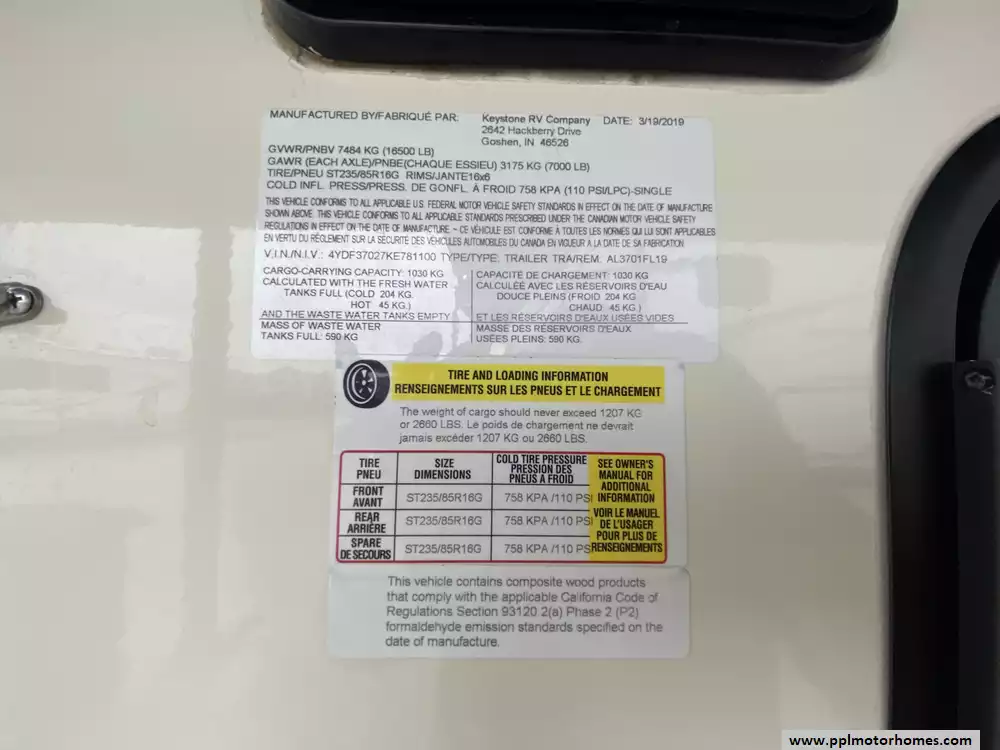 MANUFACTURED BY/FABRIQUÉ PAR: Keystone RV Company DATE: 3/19/2019
2642 Hackberry Drive
Goshen, IN 46526
GVWR/PNBV 7484 KG (16500 LB)
GAWR (EACH AXLE)/PNBE(CHAQUE ESSIEU) 3175 KG (7000 LB)
TIRE/PNEU ST235/85R16G RIMS/JANTE16x6
COLD INFL. PRESS/PRESS. DE GONFL. À FROID 758 KPA (110 PSI/LPC)-SINGLE
THIS VEHICLE CONFORMS TO ALL APPLICABLE U.S. FEDERAL MOTOR VEHICLE SAFETY STANDARDS IN EFFECT ON THE DATE OF MANUFACTURE
SHOWN ABOVE. THIS VEHICLE CONFORMS TO ALL APPLICABLE STANDARDS PRESCRIBED UNDER THE CANADIAN MOTOR VEHICLE SAFETY
REGULATIONS IN EFFECT ON THE DATE OF MANUFACTURE - CE VÉHICULE EST CONFORME À TOUTES LES NORMES QUI LUI SONT APPLICABLES
EN VERTU DU RÈGLEMENT SUR LA SÉCURITÉ DES VÉHICULES AUTOMOBILES DU CANADA EN VIGUEUR A LA DATE DE SA FABRICATION
V.I.N./N.I.V.: 4YDF37027KE781100 TYPE/TYPE: TRAILER TRA/REM. AL3701FL19
CARGO-CARRYING CAPACITY: 1030 KG
CALCULATED WITH THE FRESH WATER
TANKS FULL (COLD 204 KG.
HOT 45 KG.)
AND THE WASTE WATER TANKS EMPTY
MASS OF WASTE WATER
TANKS FULL: 590 KG
CAPACITÉ DE CHARGEMENT: 1030 KG
CALCULÉE AVEC LES RÉSERVOIRS D'EAU
DOUCE PLEINS (FROID 204 KG
CHAUD: 45 KG.)
ET LES RÉSERVOIRS D'EAUX USÉES VIDES
MASSE DES RÉSERVOIRS D'EAUX
USÉES PLEINS: 590 KG.
TIRE AND LOADING INFORMATION
RENSEIGNEMENTS SUR LES PNEUS ET LE CHARGEMENT
The weight of cargo should never exceed 1207 KG
or 2660 LBS. Le poids de chargement ne devrait
jamais excéder 1207 KG ou 2660 LBS.
TIRE
PNEU
SIZE
DIMENSIONS
COLD TIRE PRESSURE
PRESSION DES
PNEUS A FROID
FRONT
AVANT
ST235/85R16G
758 KPA /110 PSI
REAR
ARRIÈRE
ST235/85R16G
758 KPA /110 PSI
SPARE
DE SECOURS
ST235/85R16G
758 KPA /110 PS
SEE OWNER'S
MANUAL FOR
ADDITIONAL
INFORMATION
VOIR LE MANUEL
DE L'USAGER
POUR PLUS DE
RENSEIGNEMENTS
This vehicle contains composite wood products
that comply with the applicable California Code of
Regulations Section 93120.2(a) Phase 2 (P2)
formaldehyde emission standards specified on the
date of manufacture.
www.pplmotorhomes.com